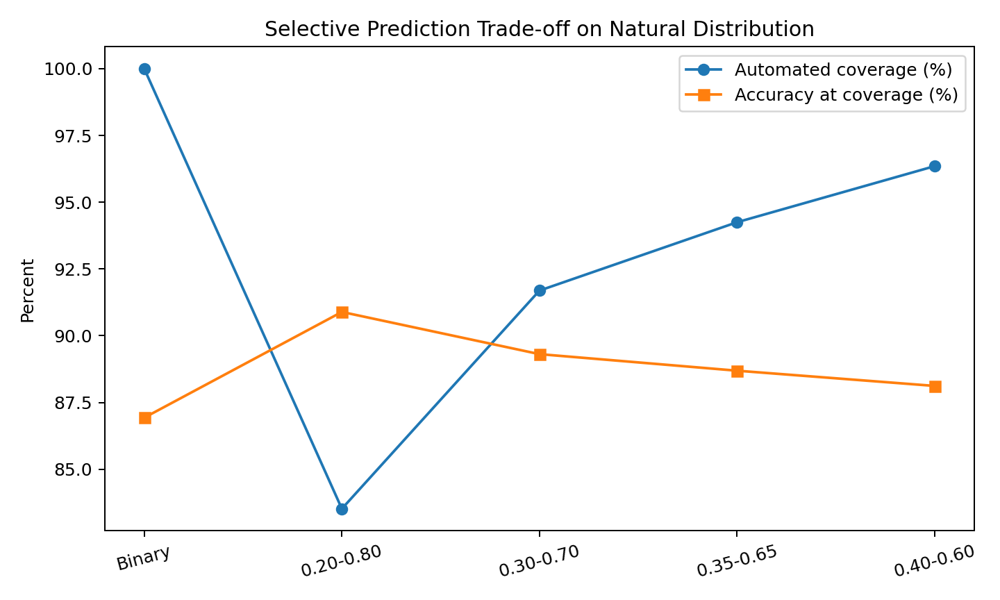 Selective Prediction Trade-off on Natural Distribution
Automated coverage (%)
Accuracy at coverage (%)
Percent
100.0
97.5
95.0
92.5
90.0
87.5
85.0
Binary
0.20-0.80
0.30-0.70
0.35-0.65
0.40-0.60